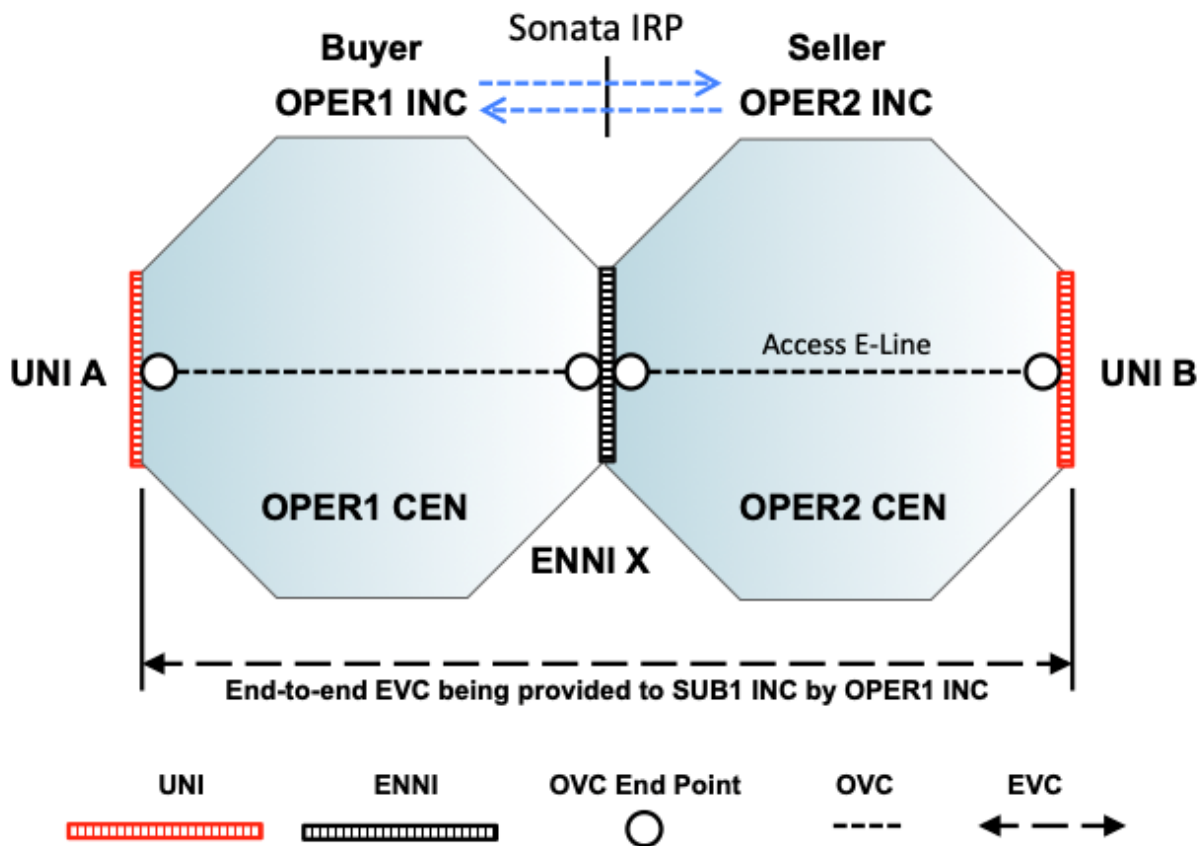 Sonata IRP
Buyer
Seller
OPER1 INC
OPER2 INC
Access E-Line
UNI A
UNI B
OPER1 CEN
OPER2 CEN
ENNI X
End-to-end EVC being provided to SUB1 INC by OPER1 INC
UNI
ENNI
OVC End Point
OVC
EVC